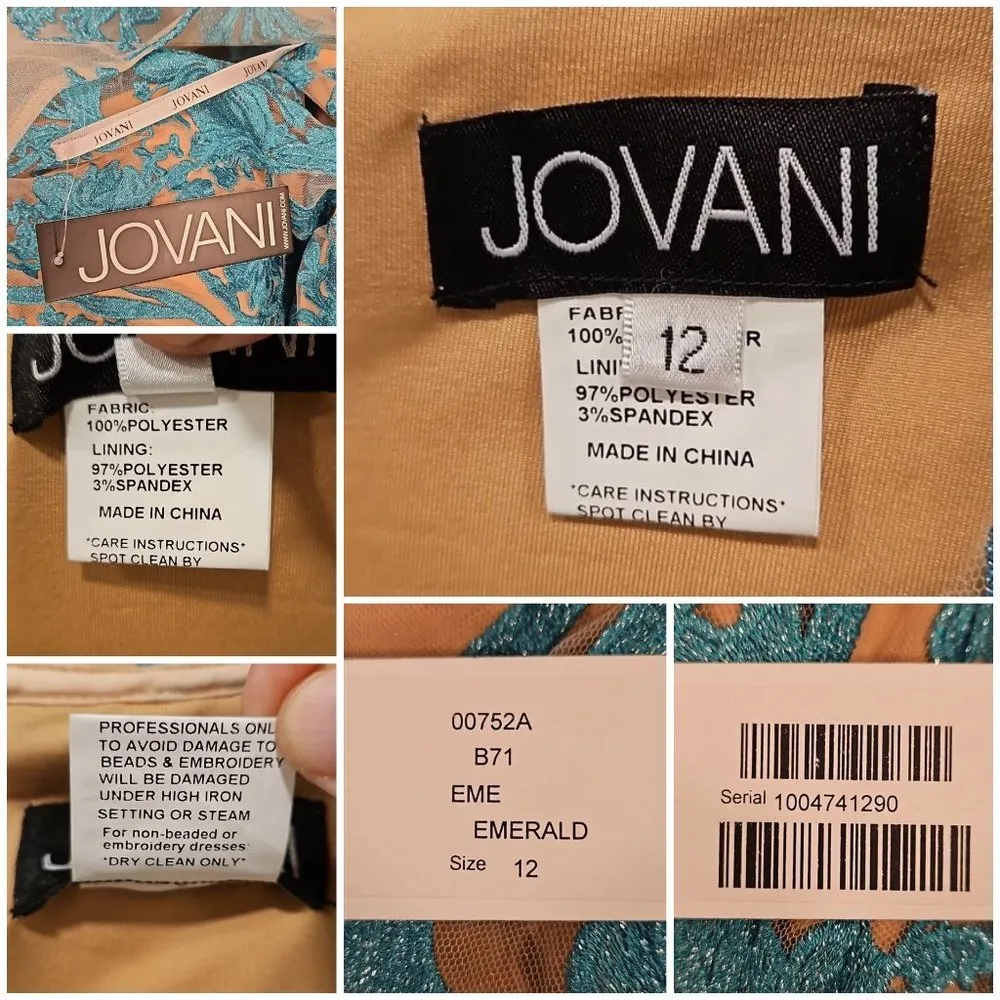 JOVANI
JOVANI
JOVANI
JOVANI
WWW.JOVANI.COM
JOVANI
12
FABR
100% R
LINI
97%POLYESTER
3%SPANDEX
MADE IN CHINA
*CARE INSTRUCTIONS*
SPOT CLEAN BY
JOVANI
FABRIC:
100%POLYESTER
LINING:
97%POLYESTER
3%SPANDEX
MADE IN CHINA
*CARE INSTRUCTIONS*
SPOT CLEAN BY
PROFESSIONALS ONL
TO AVOID DAMAGE TO
BEADS & EMBROIDERY
WILL BE DAMAGED
UNDER HIGH IRON
SETTING OR STEAM
For non-beaded or
embroidery dresses
*DRY CLEAN ONLY*
J NI
00752A
B71
EME
EMERALD
Size 12
Serial 1004741290